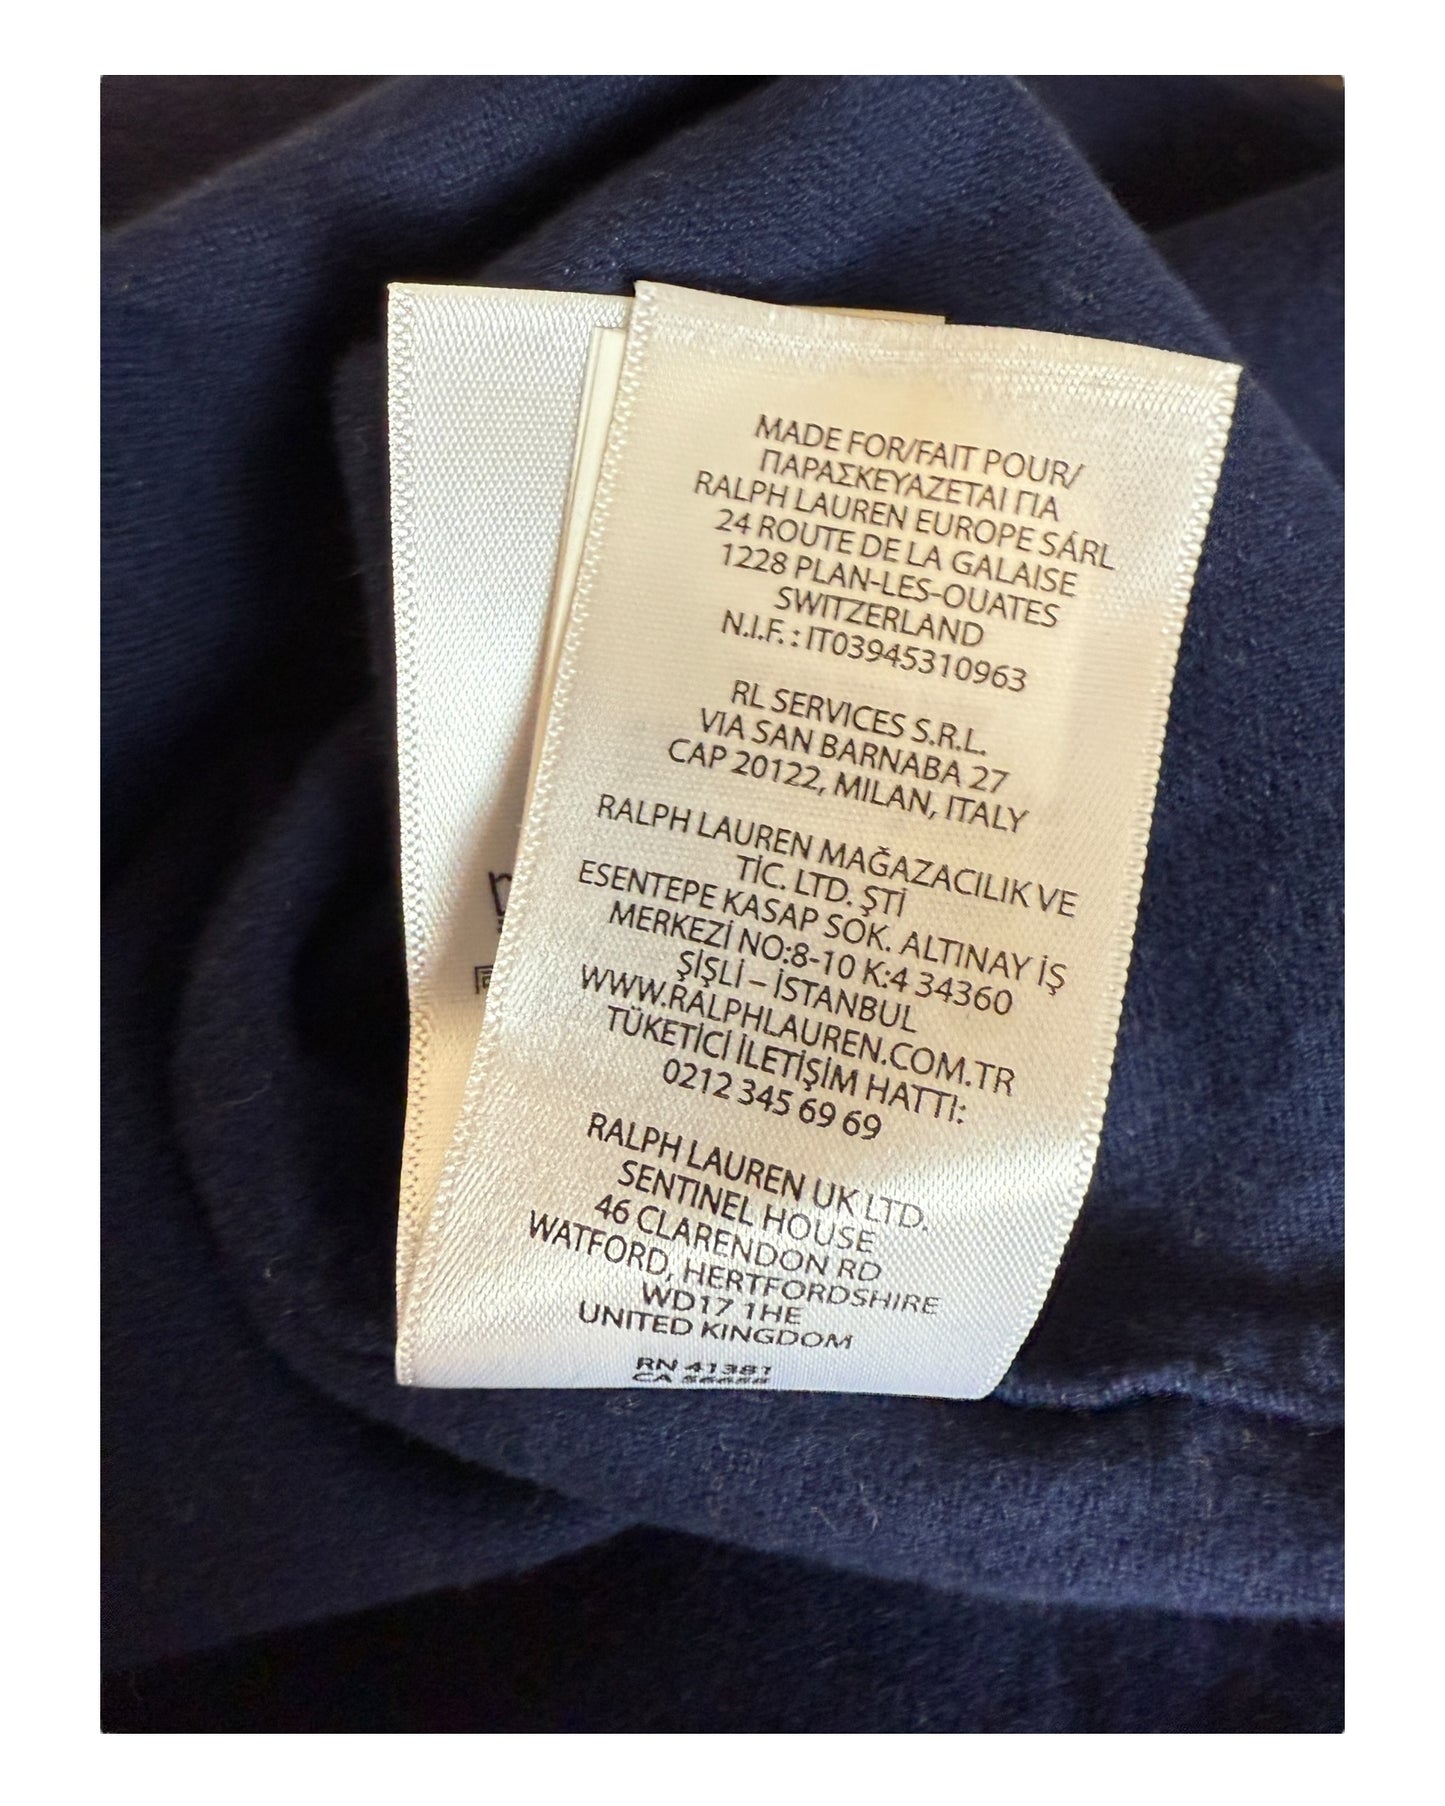 MADE FOR/FAIT POUR/
ΠΑΡΑΣΚΕΥΑΖΕΤΑΙ ΓΙΑ
RALPH LAUREN EUROPE SÁRL
24 ROUTE DE LA GALAISE
1228 PLAN-LES-OUATES
SWITZERLAND
N.I.F. : IT03945310963
RL SERVICES S.R.L.
VIA SAN BARNABA 27
CAP 20122, MILAN, ITALY
RALPH LAUREN MAĞAZACILIK VE
TİC. LTD. ŞTİ
ESENTEPE KASAP SOK. ALTINAY İŞ
MERKEZİ NO:8-10 K:4 34360
ŞİŞLİ – İSTANBUL
WWW.RALPHLAUREN.COM.TR
TÜKETİCİ İLETİŞİM HATTI:
0212 345 69 69
RALPH LAUREN UK LTD.
SENTINEL HOUSE
46 CLARENDON RD
WATFORD, HERTFORDSHIRE
WD17 1HE
UNITED KINGDOM
RN 41381
CA